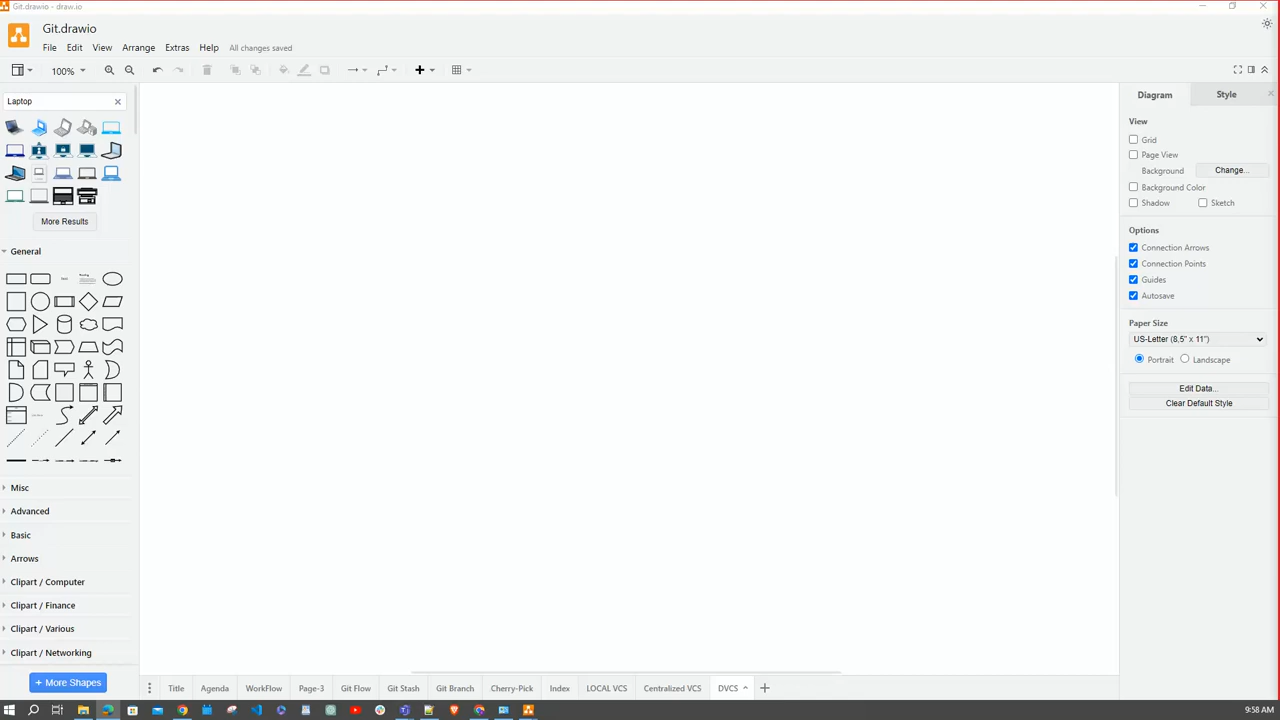 Git.drawio - draw.io
Git.drawio
File Edit View Arrange Extras Help All changes saved
100%
Laptop
More Results
General
Misc
Advanced
Basic
Arrows
Clipart / Computer
Clipart / Finance
Clipart / Various
Clipart / Networking
+ More Shapes
Diagram Style
View
Grid
Page View
Background Change...
Background Color
Shadow Sketch
Options
Connection Arrows
Connection Points
Guides
Autosave
Paper Size
US-Letter (8,5" x 11")
Portrait Landscape
Edit Data...
Clear Default Style
Title Agenda WorkFlow Page-3 Git Flow Git Stash Git Branch Cherry-Pick Index LOCAL VCS Centralized VCS DVCS
9:58 AM